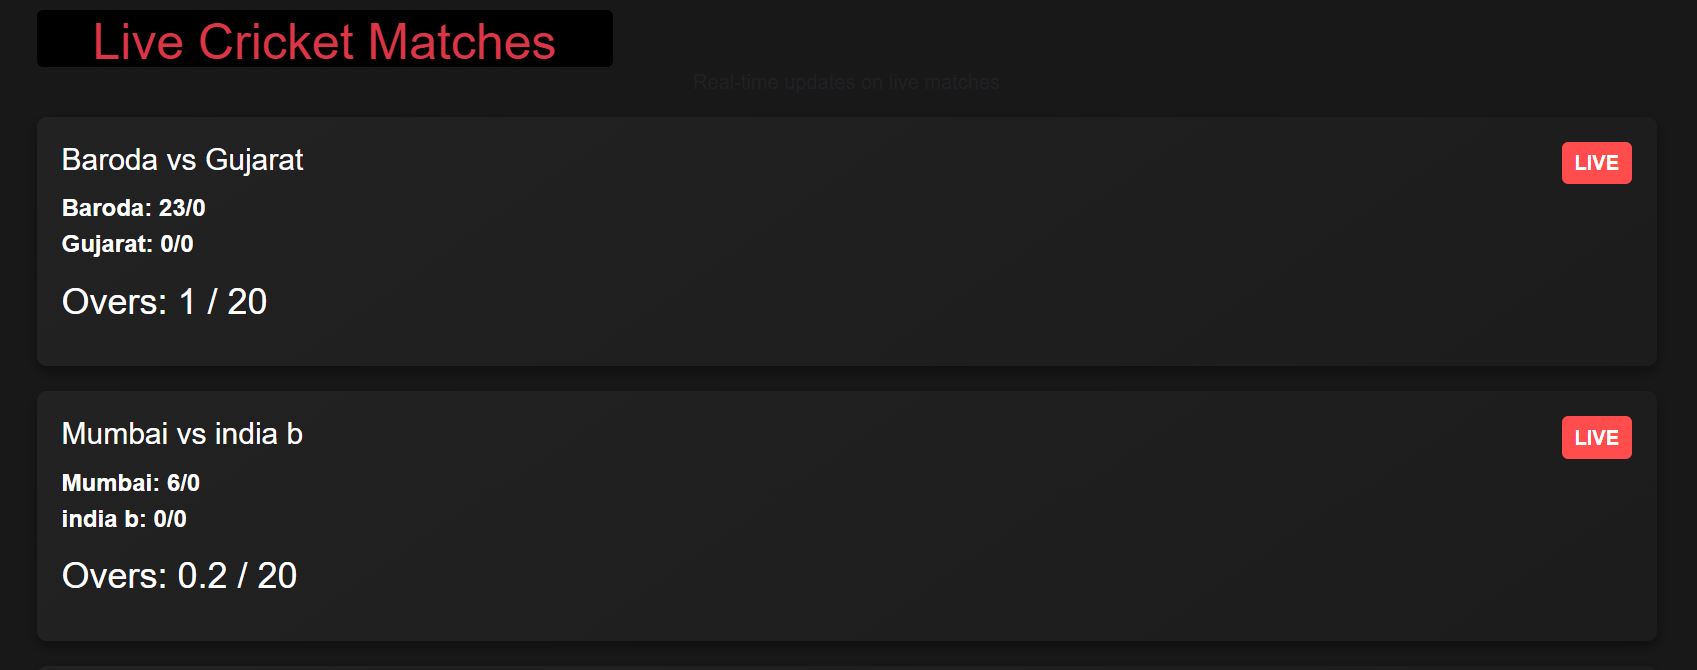 Live Cricket Matches
Real-time updates on live matches
Baroda vs Gujarat
LIVE
Baroda: 23/0
Gujarat: 0/0
Overs: 1 / 20
Mumbai vs india b
LIVE
Mumbai: 6/0
india b: 0/0
Overs: 0.2 / 20